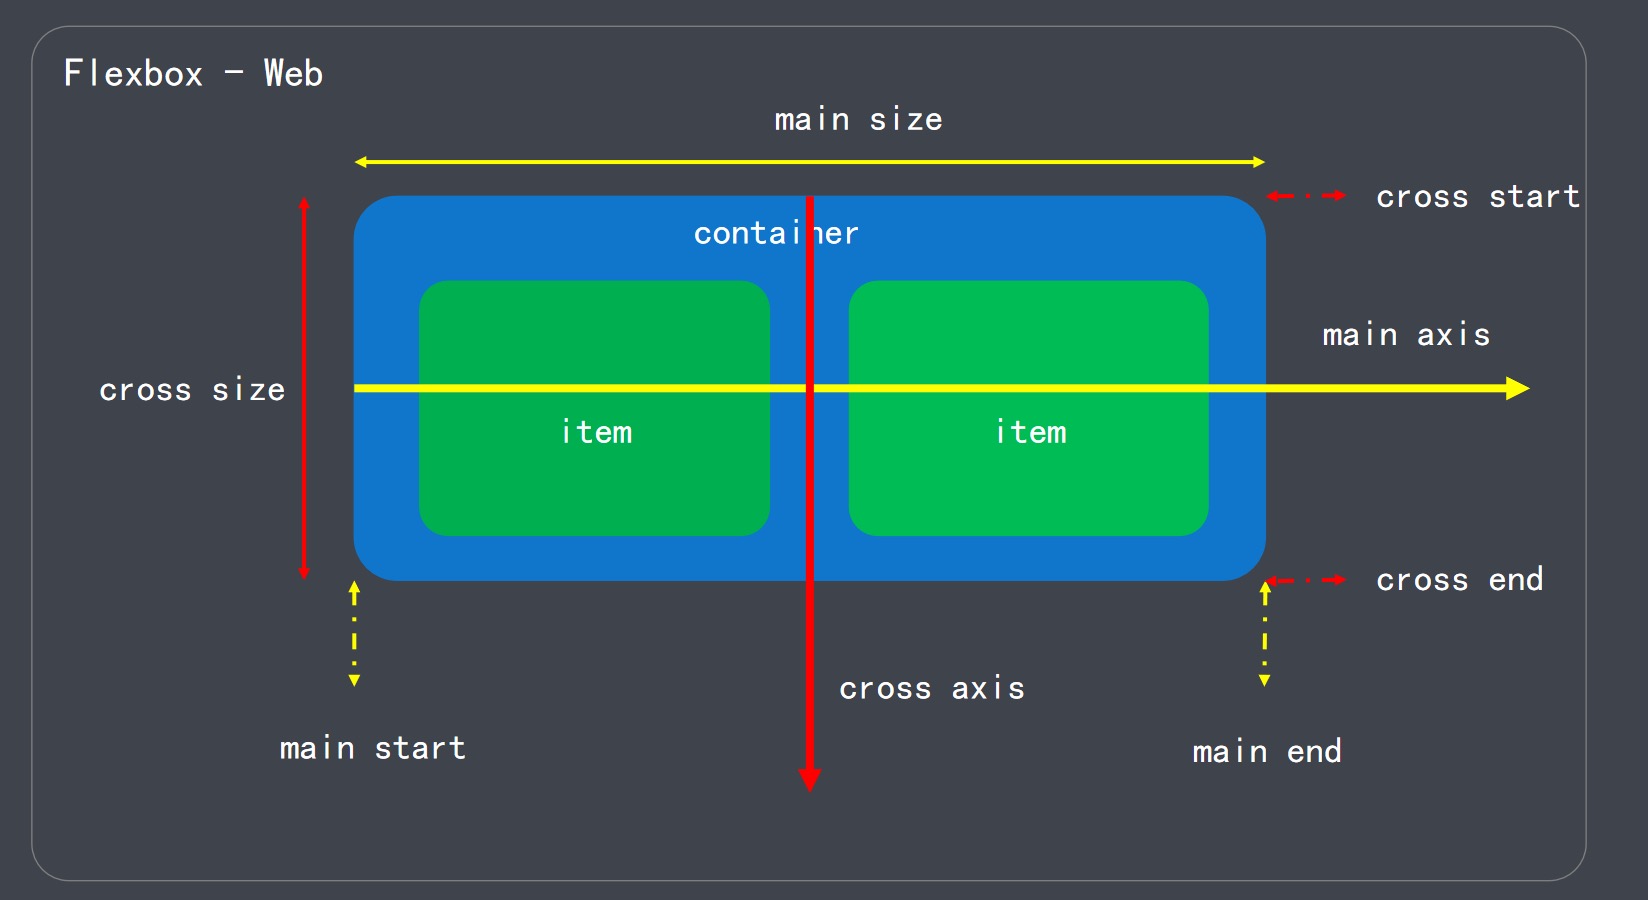 Flexbox - Web
main size
cross start
container
main axis
cross size
item
item
cross end
cross axis
main start
main end